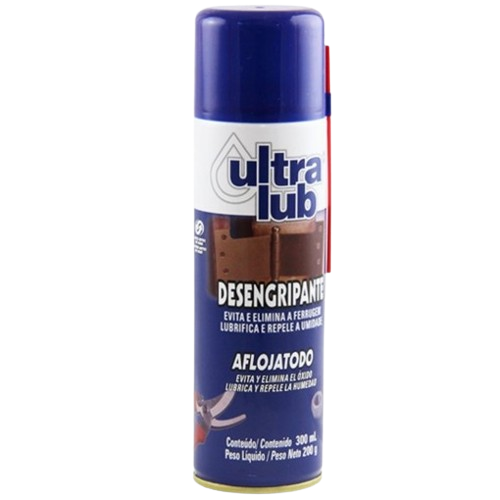 ultra
lub
DESENGRIPANTE
EVITA E ELIMINA A FERRUGEM
LUBRIFICA E REPELE A UMIDADE
AFLOJATODO
EVITA Y ELIMINA EL ÓXIDO
LUBRICA Y REPELE LA HUMEDAD
Conteúdo/Contenido 300 mL
Peso Líquido/Peso Neto 200 g